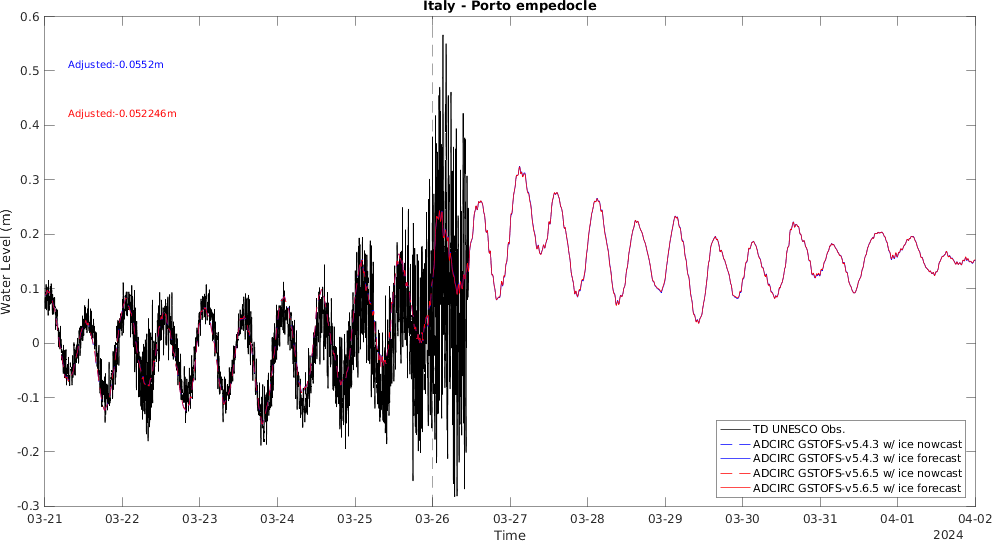 Italy - Porto empedocle
Adjusted:-0.0552m
Adjusted:-0.052246m
Water Level (m)
0.6
0.5
0.4
0.3
0.2
0.1
0
-0.1
-0.2
-0.3
TD UNESCO Obs.
ADCIRC GSTOFS-v5.4.3 w/ ice nowcast
ADCIRC GSTOFS-v5.4.3 w/ ice forecast
ADCIRC GSTOFS-v5.6.5 w/ ice nowcast
ADCIRC GSTOFS-v5.6.5 w/ ice forecast
03-21 03-22 03-23 03-24 03-25 03-26 03-27 03-28 03-29 03-30 03-31 04-01 04-02
Time
2024